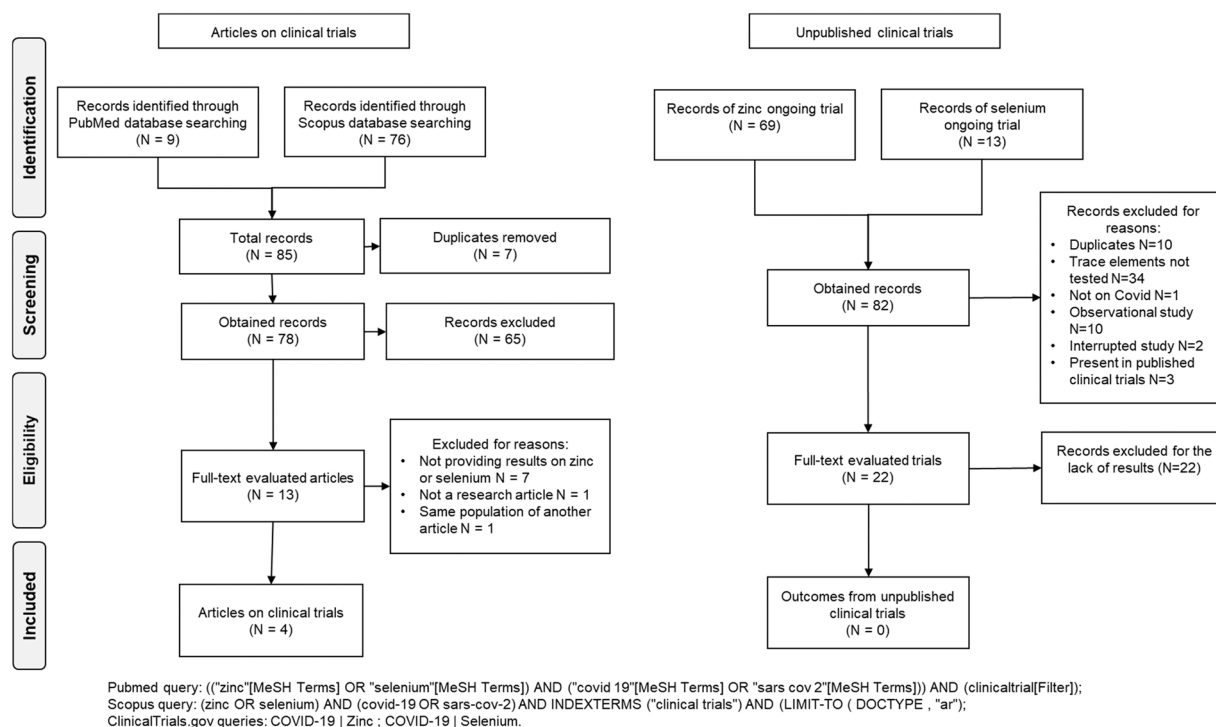 Articles on clinical trials
Unpublished clinical trials
Identification
Records identified through
PubMed database searching
(N = 9)
Records identified through
Scopus database searching
(N = 76)
Records of zinc ongoing trial
(N = 69)
Records of selenium
ongoing trial
(N =13)
Screening
Total records
(N = 85)
Duplicates removed
(N = 7)
Obtained records
(N = 78)
Records excluded
(N = 65)
Obtained records
(N = 82)
Records excluded for
reasons:
• Duplicates N=10
• Trace elements not
tested N=34
• Not on Covid N=1
• Observational study
N=10
• Interrupted study N=2
• Present in published
clinical trials N=3
Eligibility
Full-text evaluated articles
(N = 13)
Excluded for reasons:
• Not providing results on zinc
or selenium N = 7
• Not a research article N = 1
• Same population of another
article N = 1
Full-text evaluated trials
(N = 22)
Records excluded for the
lack of results (N=22)
Included
Articles on clinical trials
(N = 4)
Outcomes from unpublished
clinical trials
(N = 0)
Pubmed query: (("zinc"[MeSH Terms] OR "selenium"[MeSH Terms]) AND ("covid 19"[MeSH Terms] OR "sars cov 2"[MeSH Terms])) AND (clinicaltrial[Filter]);
Scopus query: (zinc OR selenium) AND (covid-19 OR sars-cov-2) AND INDEXTERMS ("clinical trials") AND (LIMIT-TO ( DOCTYPE , "ar");
ClinicalTrials.gov queries: COVID-19 | Zinc ; COVID-19 | Selenium.